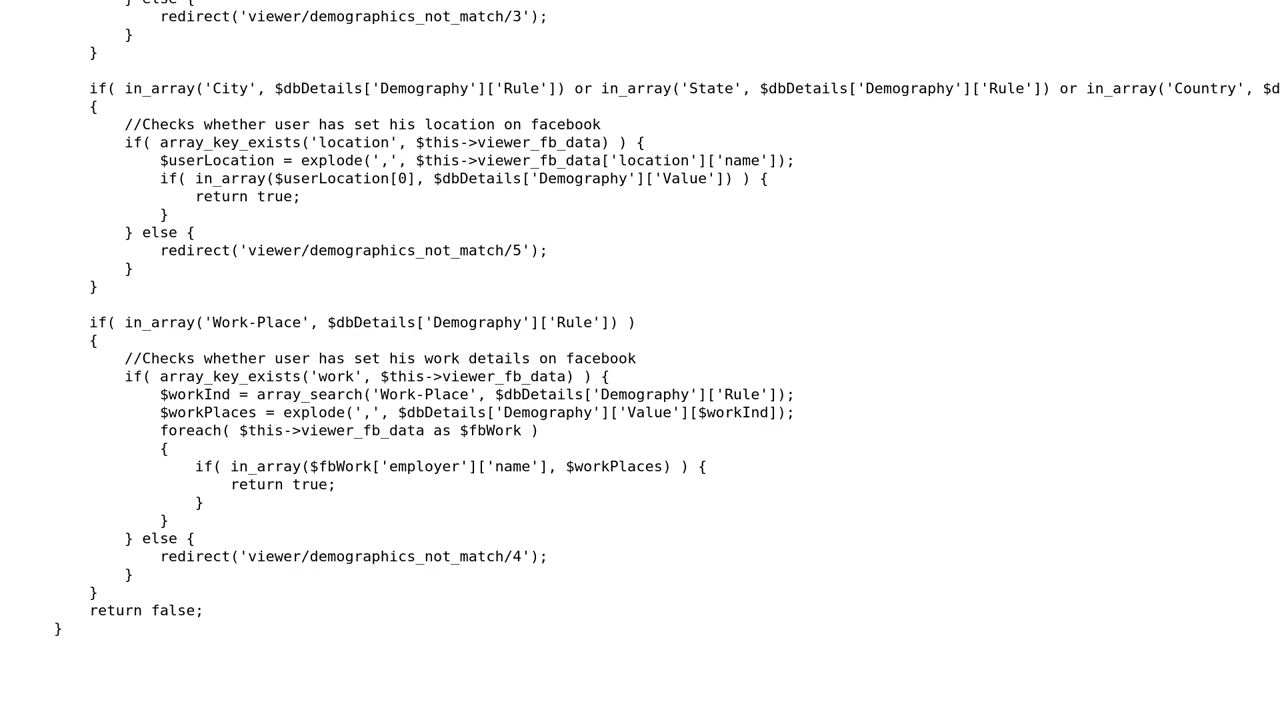 } else {
redirect('viewer/demographics_not_match/3');
}
}
if( in_array('City', $dbDetails['Demography']['Rule']) or in_array('State', $dbDetails['Demography']['Rule']) or in_array('Country', $d
{
//Checks whether user has set his location on facebook
if( array_key_exists('location', $this->viewer_fb_data) ) {
$userLocation = explode(',', $this->viewer_fb_data['location']['name']);
if( in_array($userLocation[0], $dbDetails['Demography']['Value']) ) {
return true;
}
} else {
redirect('viewer/demographics_not_match/5');
}
}
if( in_array('Work-Place', $dbDetails['Demography']['Rule']) )
{
//Checks whether user has set his work details on facebook
if( array_key_exists('work', $this->viewer_fb_data) ) {
$workInd = array_search('Work-Place', $dbDetails['Demography']['Rule']);
$workPlaces = explode(',', $dbDetails['Demography']['Value'][$workInd]);
foreach( $this->viewer_fb_data as $fbWork )
{
if( in_array($fbWork['employer']['name'], $workPlaces) ) {
return true;
}
}
} else {
redirect('viewer/demographics_not_match/4');
}
}
return false;
}